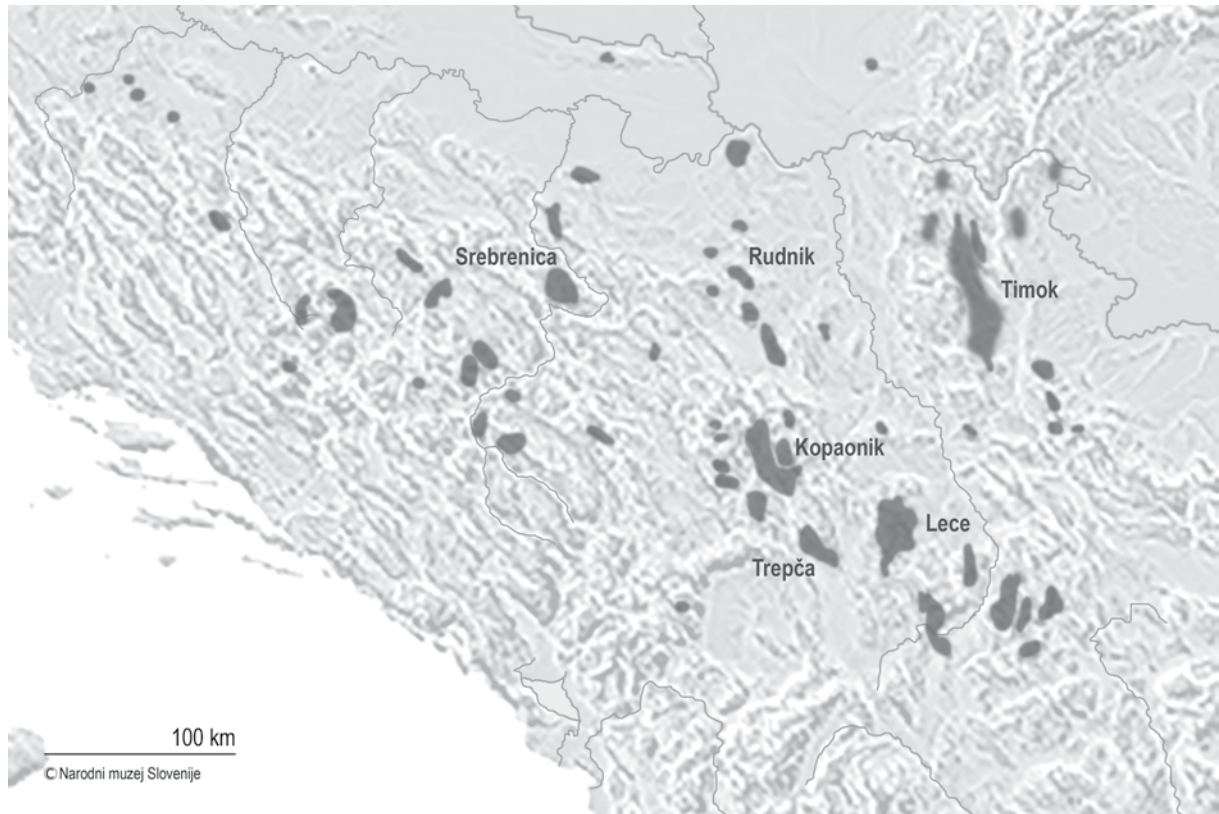 Srebrenica
Rudnik
Timok
Kopaonik
Lece
Trepča
100 km
© Narodni muzej Slovenije